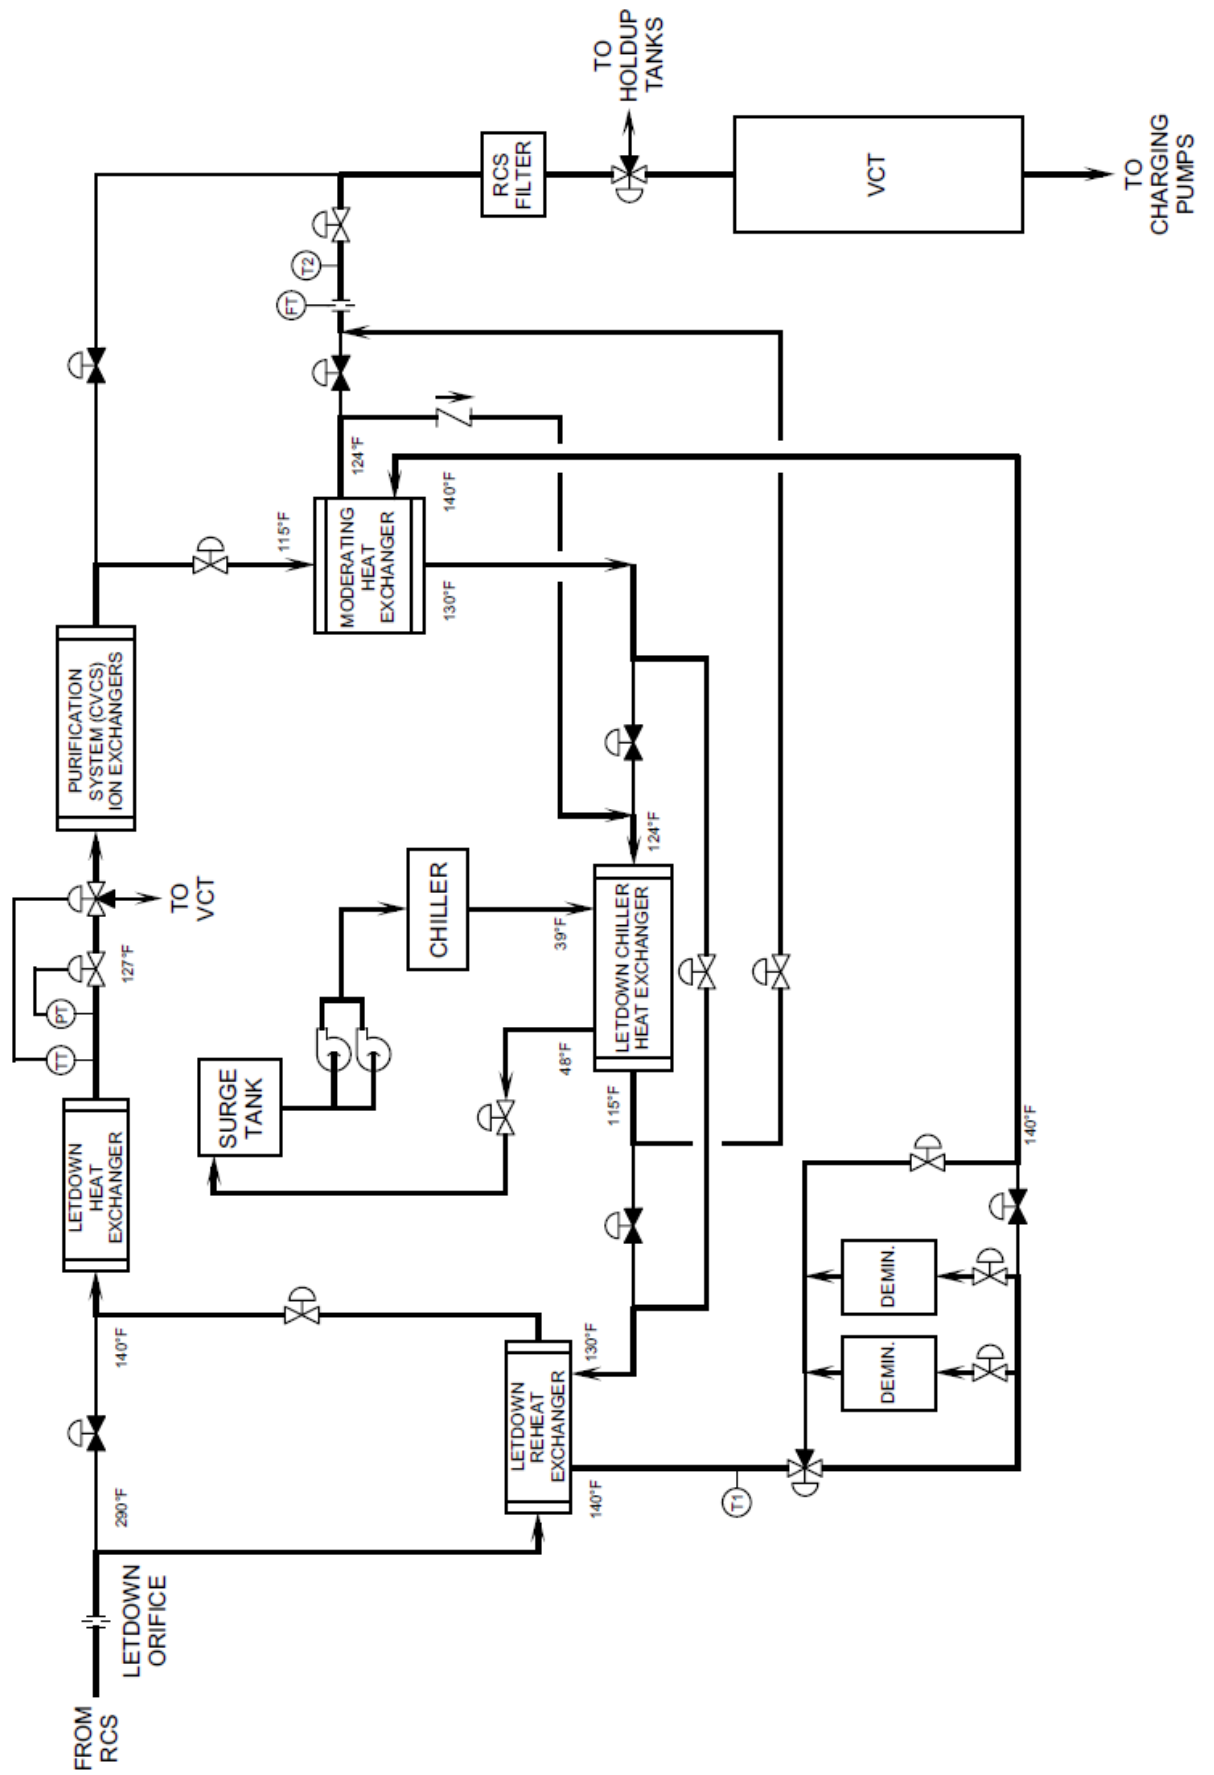 FROM
RCS
LETDOWN
ORIFICE
290°F
140°F
LETDOWN
HEAT
EXCHANGER
TT
PT
127°F
TO
VCT
PURIFICATION
SYSTEM (CVCS)
ION EXCHANGERS
115°F
MODERATING
HEAT
EXCHANGER
124°F
140°F
130°F
FT
T2
RCS
FILTER
TO
HOLDUP
TANKS
VCT
TO
CHARGING
PUMPS
SURGE
TANK
CHILLER
39°F
48°F
LETDOWN CHILLER
HEAT EXCHANGER
124°F
115°F
LETDOWN
REHEAT
EXCHANGER
130°F
140°F
T1
DEMIN.
DEMIN.
140°F